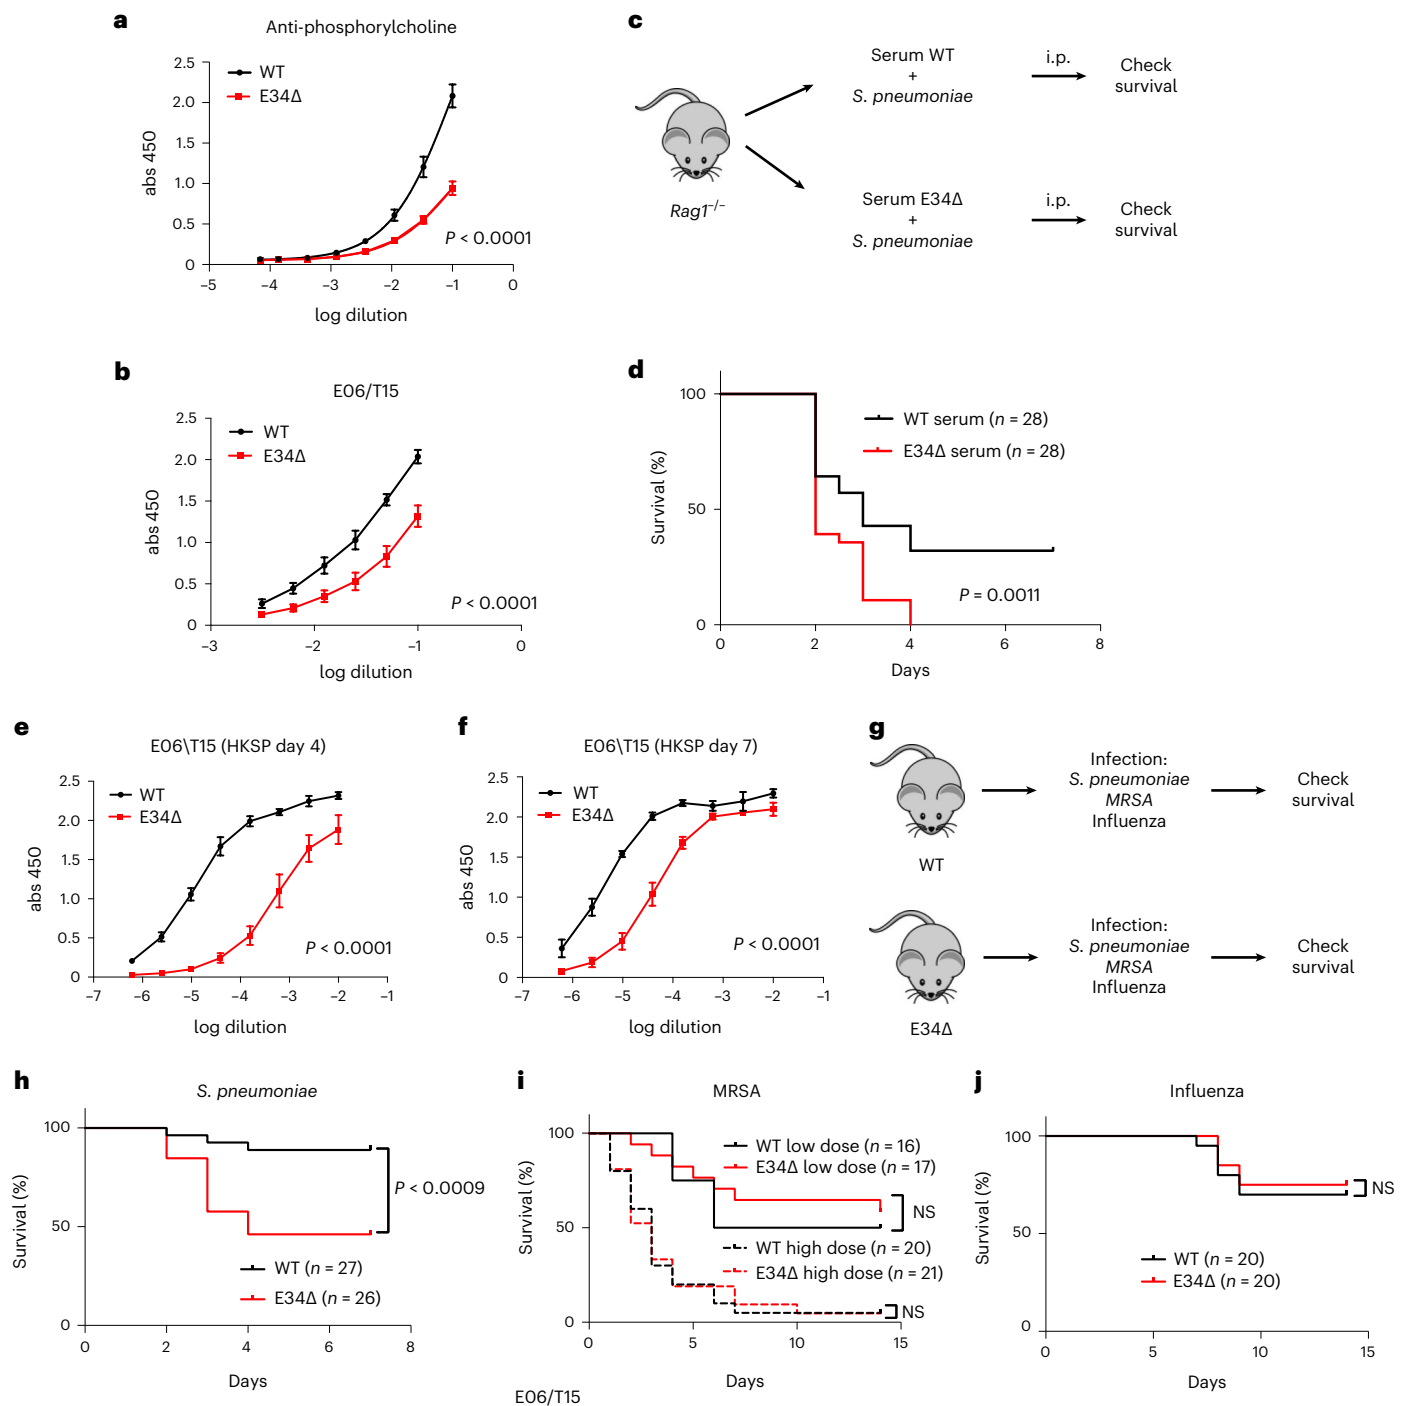 a
Anti-phosphorylcholine
2.5
2.0
1.5
1.0
0.5
0
WT
E34Δ
abs 450
P < 0.0001
–5
–4
–3
–2
–1
0
log dilution
b
E06/T15
2.5
2.0
1.5
1.0
0.5
0
WT
E34Δ
abs 450
P < 0.0001
–3
–2
–1
0
log dilution
c
Rag1–/–
Serum WT
+
S. pneumoniae
i.p.
Check
survival
Serum E34Δ
+
S. pneumoniae
i.p.
Check
survival
d
100
50
0
Survival (%)
WT serum (n = 28)
E34Δ serum (n = 28)
P = 0.0011
0
2
4
6
8
Days
e
E06\T15 (HKSP day 4)
2.5
2.0
1.5
1.0
0.5
0
WT
E34Δ
abs 450
P < 0.0001
–7
–6
–5
–4
–3
–2
–1
log dilution
f
E06\T15 (HKSP day 7)
2.5
2.0
1.5
1.0
0.5
0
WT
E34Δ
abs 450
P < 0.0001
–7
–6
–5
–4
–3
–2
–1
log dilution
g
WT
Infection:
S. pneumoniae
MRSA
Influenza
Check
survival
E34Δ
Infection:
S. pneumoniae
MRSA
Influenza
Check
survival
h
S. pneumoniae
100
50
0
Survival (%)
P < 0.0009
WT (n = 27)
E34Δ (n = 26)
0
2
4
6
8
Days
i
MRSA
100
50
0
Survival (%)
WT low dose (n = 16)
E34Δ low dose (n = 17)
NS
WT high dose (n = 20)
E34Δ high dose (n = 21)
NS
0
5
10
15
Days
E06/T15
j
Influenza
100
50
0
Survival (%)
NS
WT (n = 20)
E34Δ (n = 20)
0
5
10
15
Days